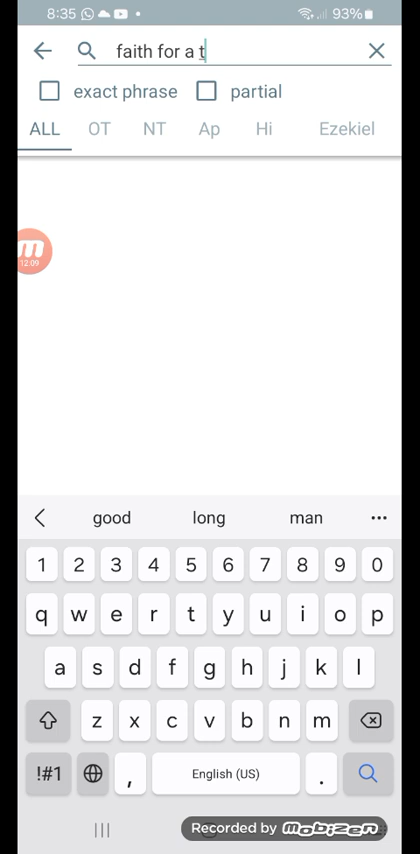 8:35 93%
faith for a t
exact phrase partial
ALL OT NT Ap Hi Ezekiel
12:09
good long man ...
1 2 3 4 5 6 7 8 9 0
q w e r t y u i o p
a s d f g h j k l
z x c v b n m
!#1 , English (US) .
Recorded by mobizen